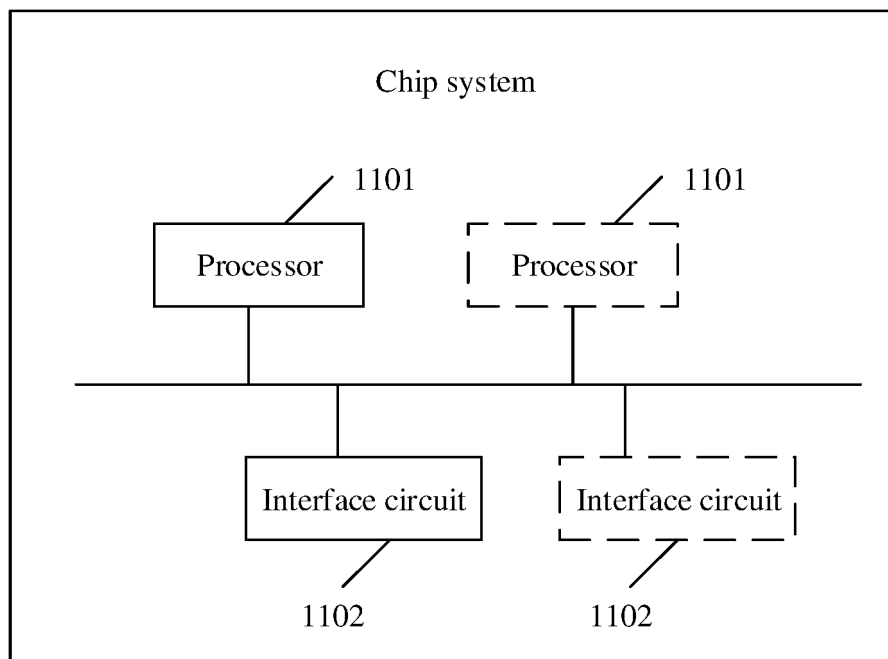 Chip system
1101
1101
Processor
Processor
Interface circuit
Interface circuit
1102
1102